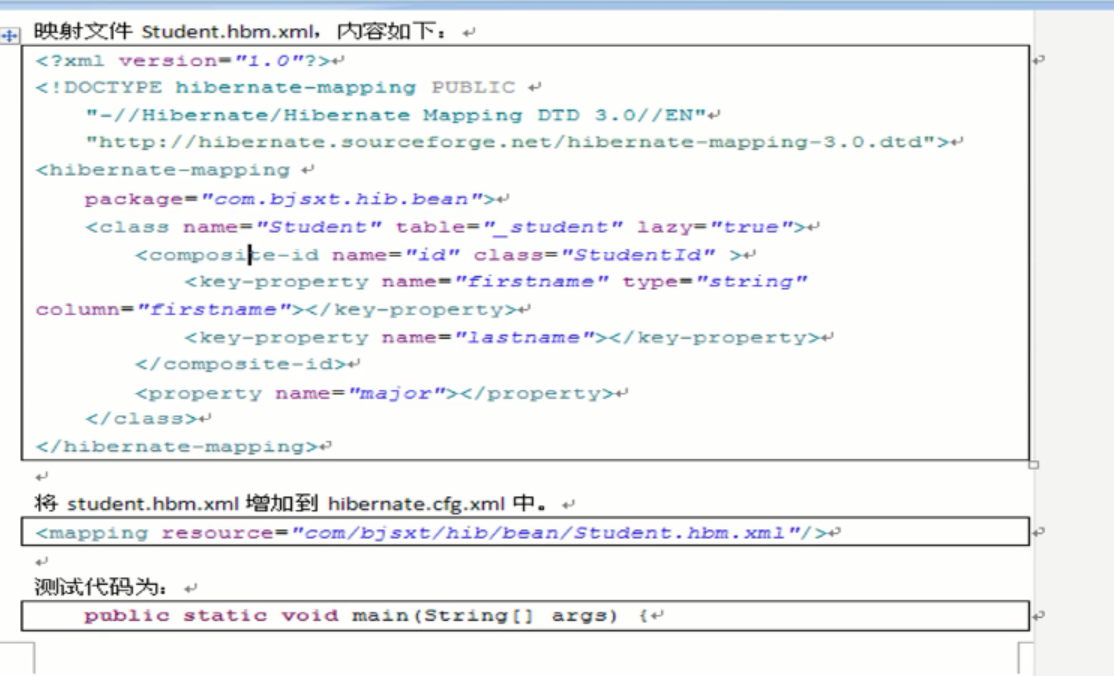 映射文件 Student.hbm.xml，内容如下：
<?xml version="1.0"?>
<!DOCTYPE hibernate-mapping PUBLIC
"-//Hibernate/Hibernate Mapping DTD 3.0//EN"
"http://hibernate.sourceforge.net/hibernate-mapping-3.0.dtd">
<hibernate-mapping
package="com.bjsxt.hib.bean">
<class name="Student" table="_student" lazy="true">
<composite-id name="id" class="StudentId" >
<key-property name="firstname" type="string"
column="firstname"></key-property>
<key-property name="lastname"></key-property>
</composite-id>
<property name="major"></property>
</class>
</hibernate-mapping>
将 student.hbm.xml 增加到 hibernate.cfg.xml 中。
<mapping resource="com/bjsxt/hib/bean/Student.hbm.xml"/>
测试代码为：
public static void main(String[] args) {